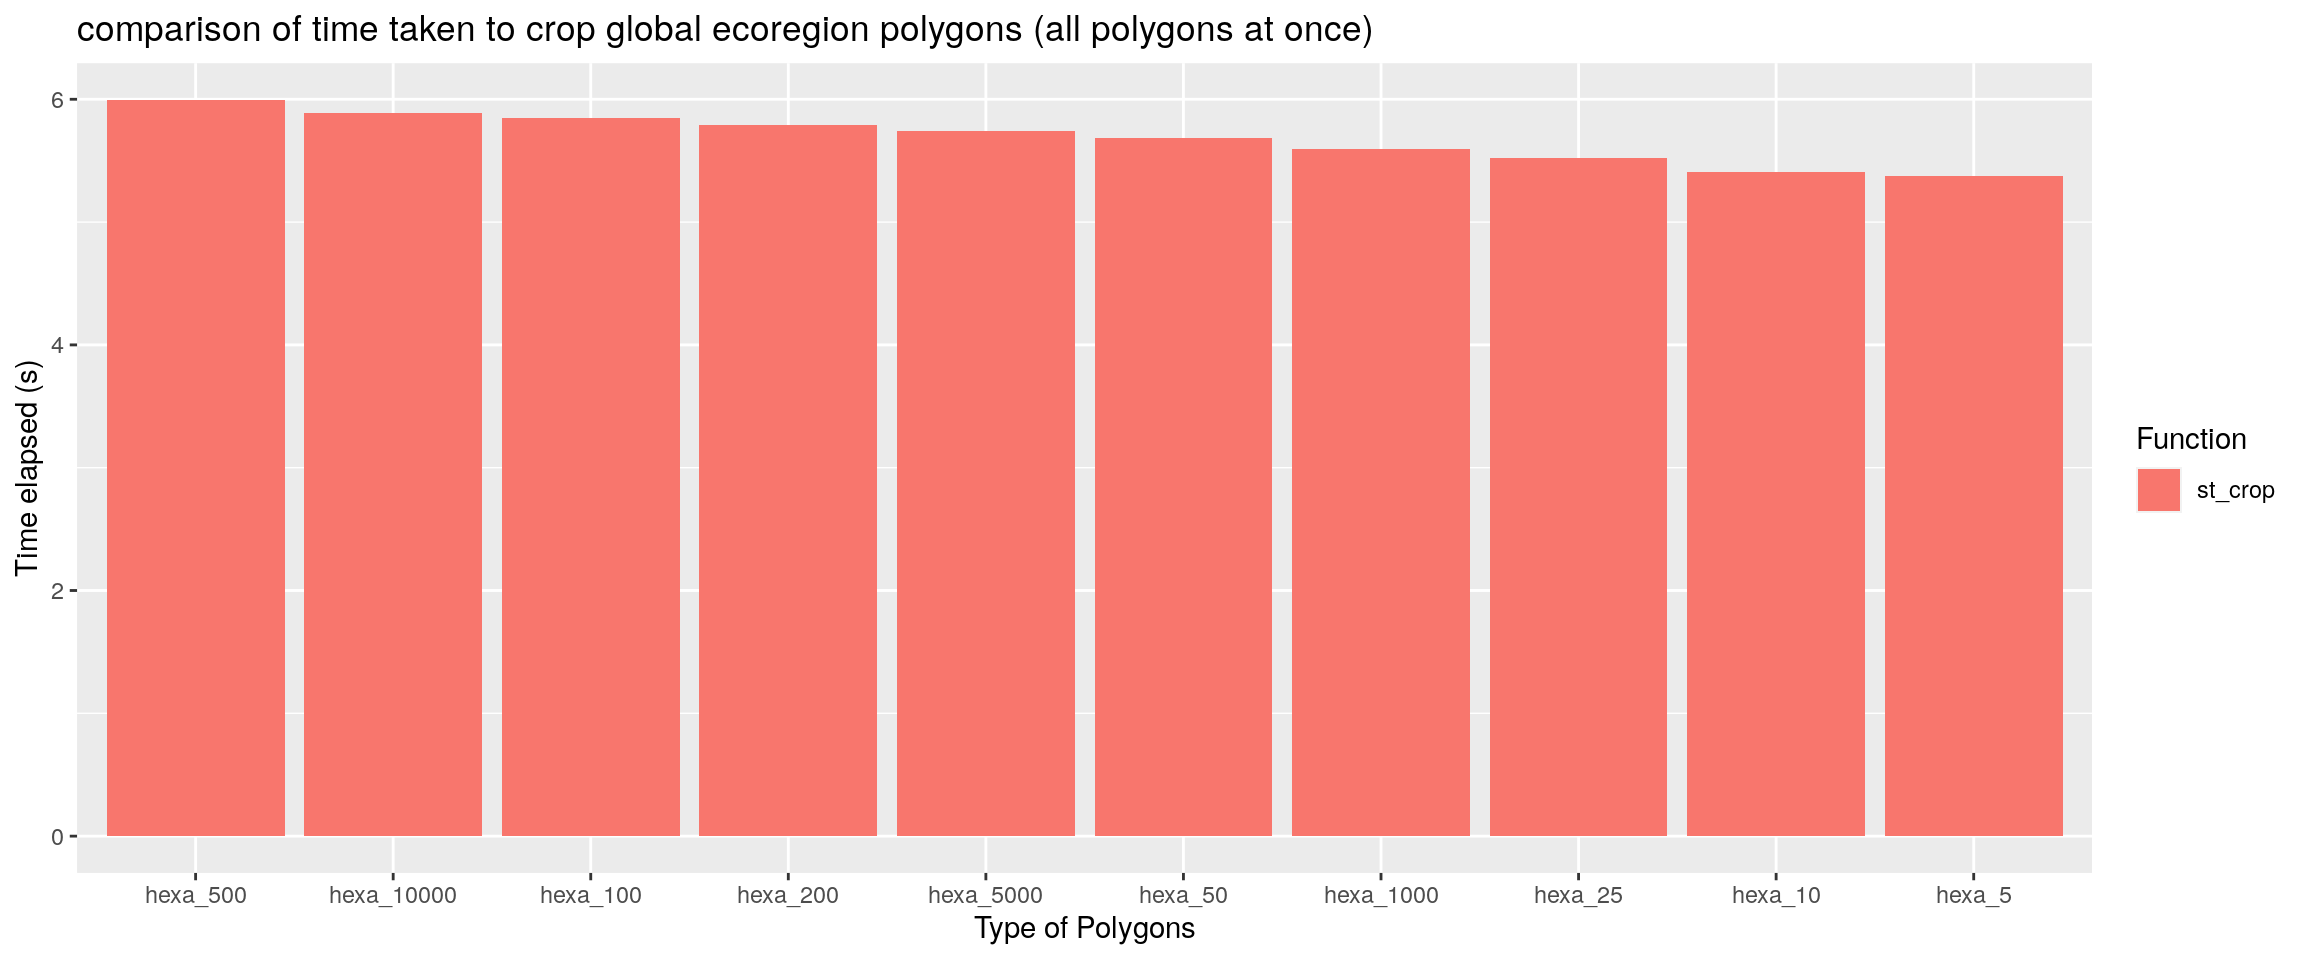 comparison of time taken to crop global ecoregion polygons (all polygons at once)
Time elapsed (s)
6
4
2
0
hexa_500 hexa_10000 hexa_100 hexa_200 hexa_5000 hexa_50 hexa_1000 hexa_25 hexa_10 hexa_5
Type of Polygons
Function
st_crop